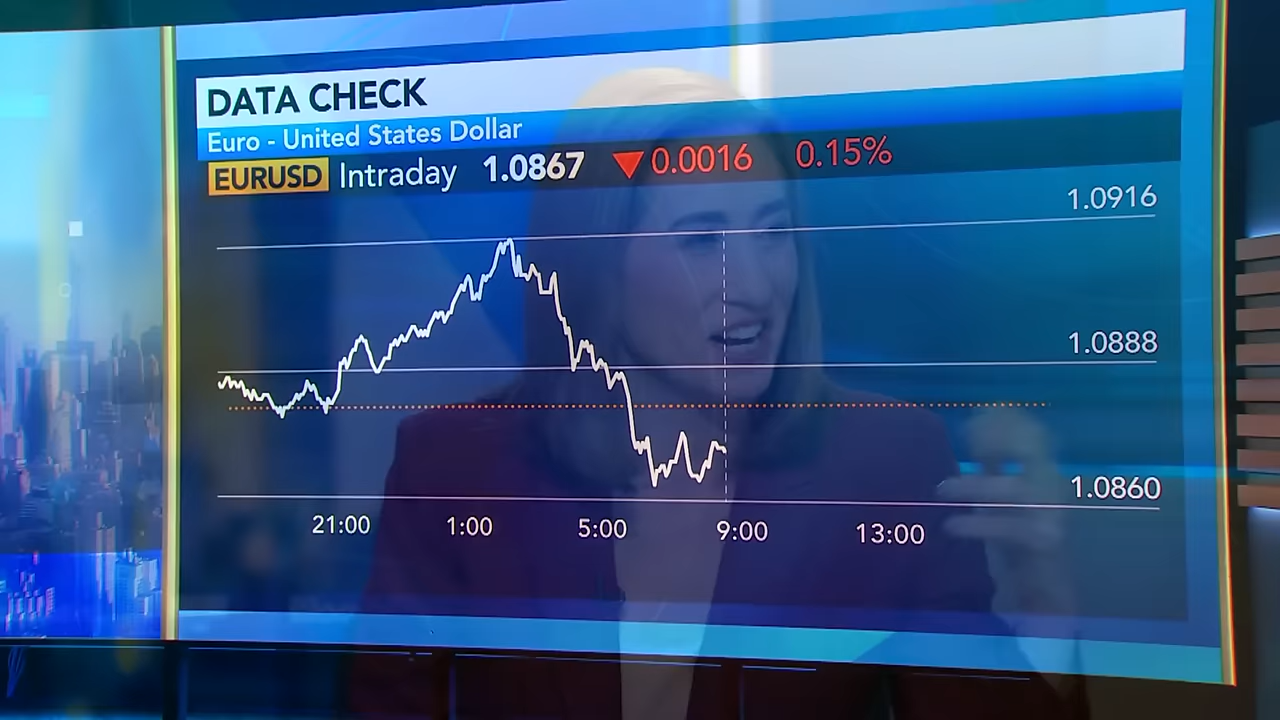 DATA CHECK
Euro - United States Dollar
EURUSD Intraday 1.0867 ▼0.0016 0.15%
1.0916
1.0888
1.0860
21:00 1:00 5:00 9:00 13:00